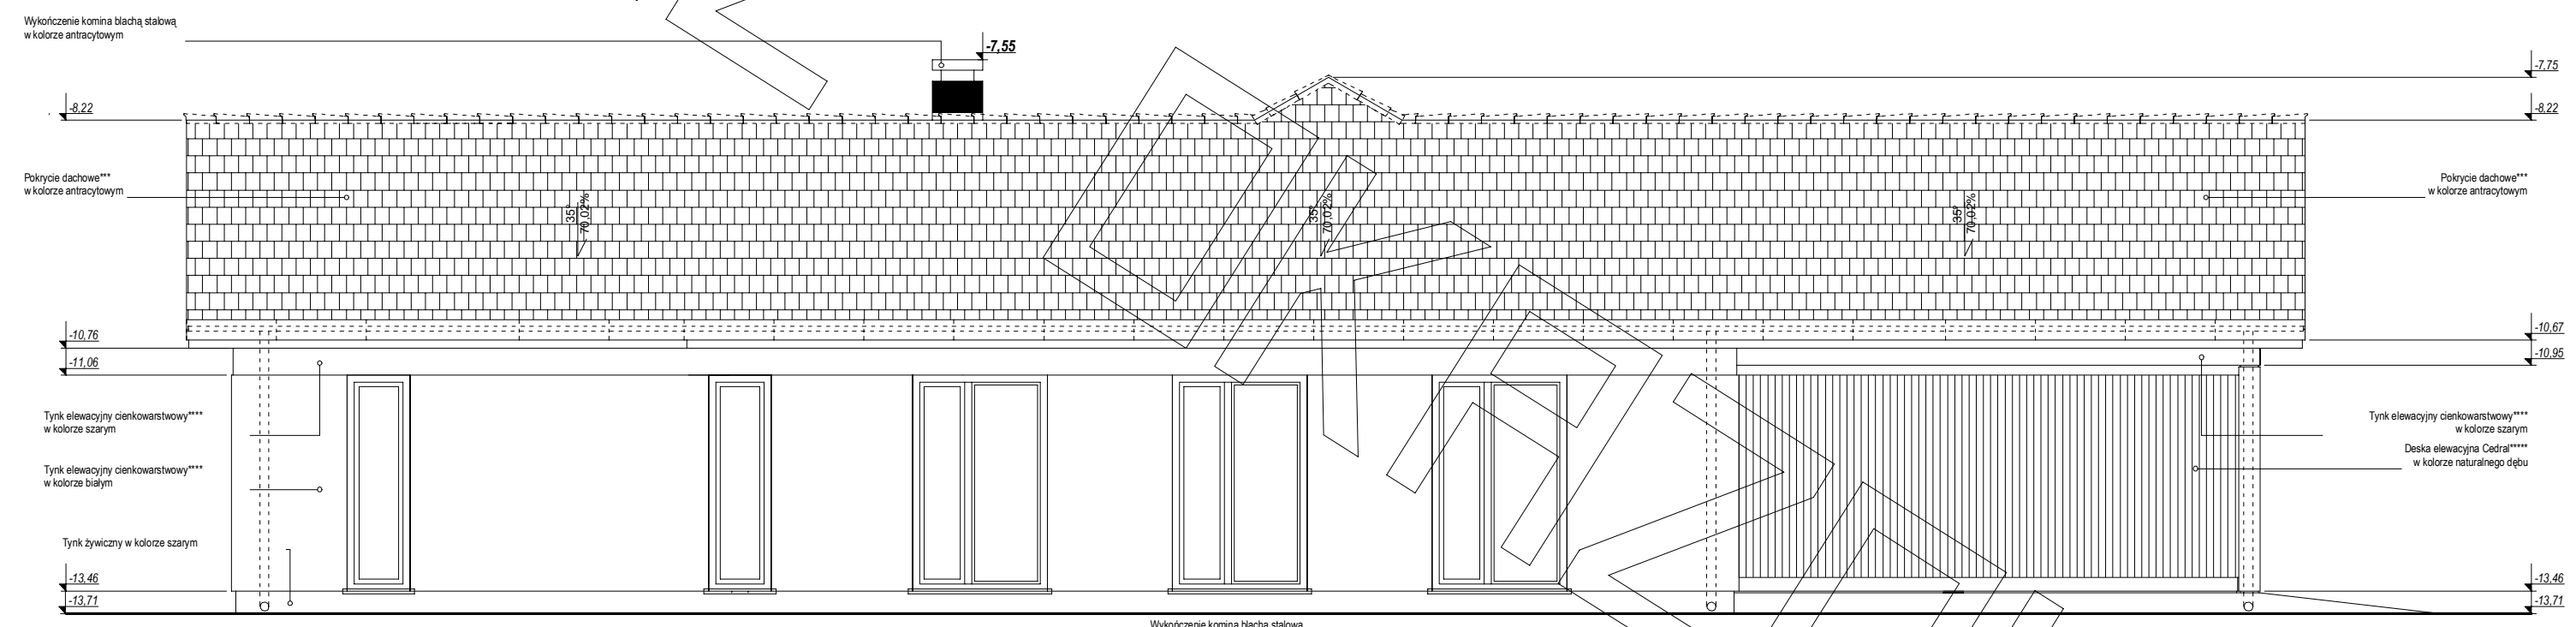 Wykończenie komina blachą stalową
w kolorze antracytowym
-7,55
-7,75
-8,22
-8,22
Pokrycie dachowe***
w kolorze antracytowym
35°
70,02%
35°
70,02%
35°
70,02%
Pokrycie dachowe***
w kolorze antracytowym
-10,76
-11,06
-10,67
-10,95
Tynk elewacyjny cienkowarstwowy****
w kolorze szarym
Tynk elewacyjny cienkowarstwowy****
w kolorze białym
Tynk żywiczny w kolorze szarym
Tynk elewacyjny cienkowarstwowy****
w kolorze szarym
Deska elewacyjna Cedral*****
w kolorze naturalnego dębu
-13,46
-13,71
-13,46
-13,71
Wykończenie komina blachą stalową